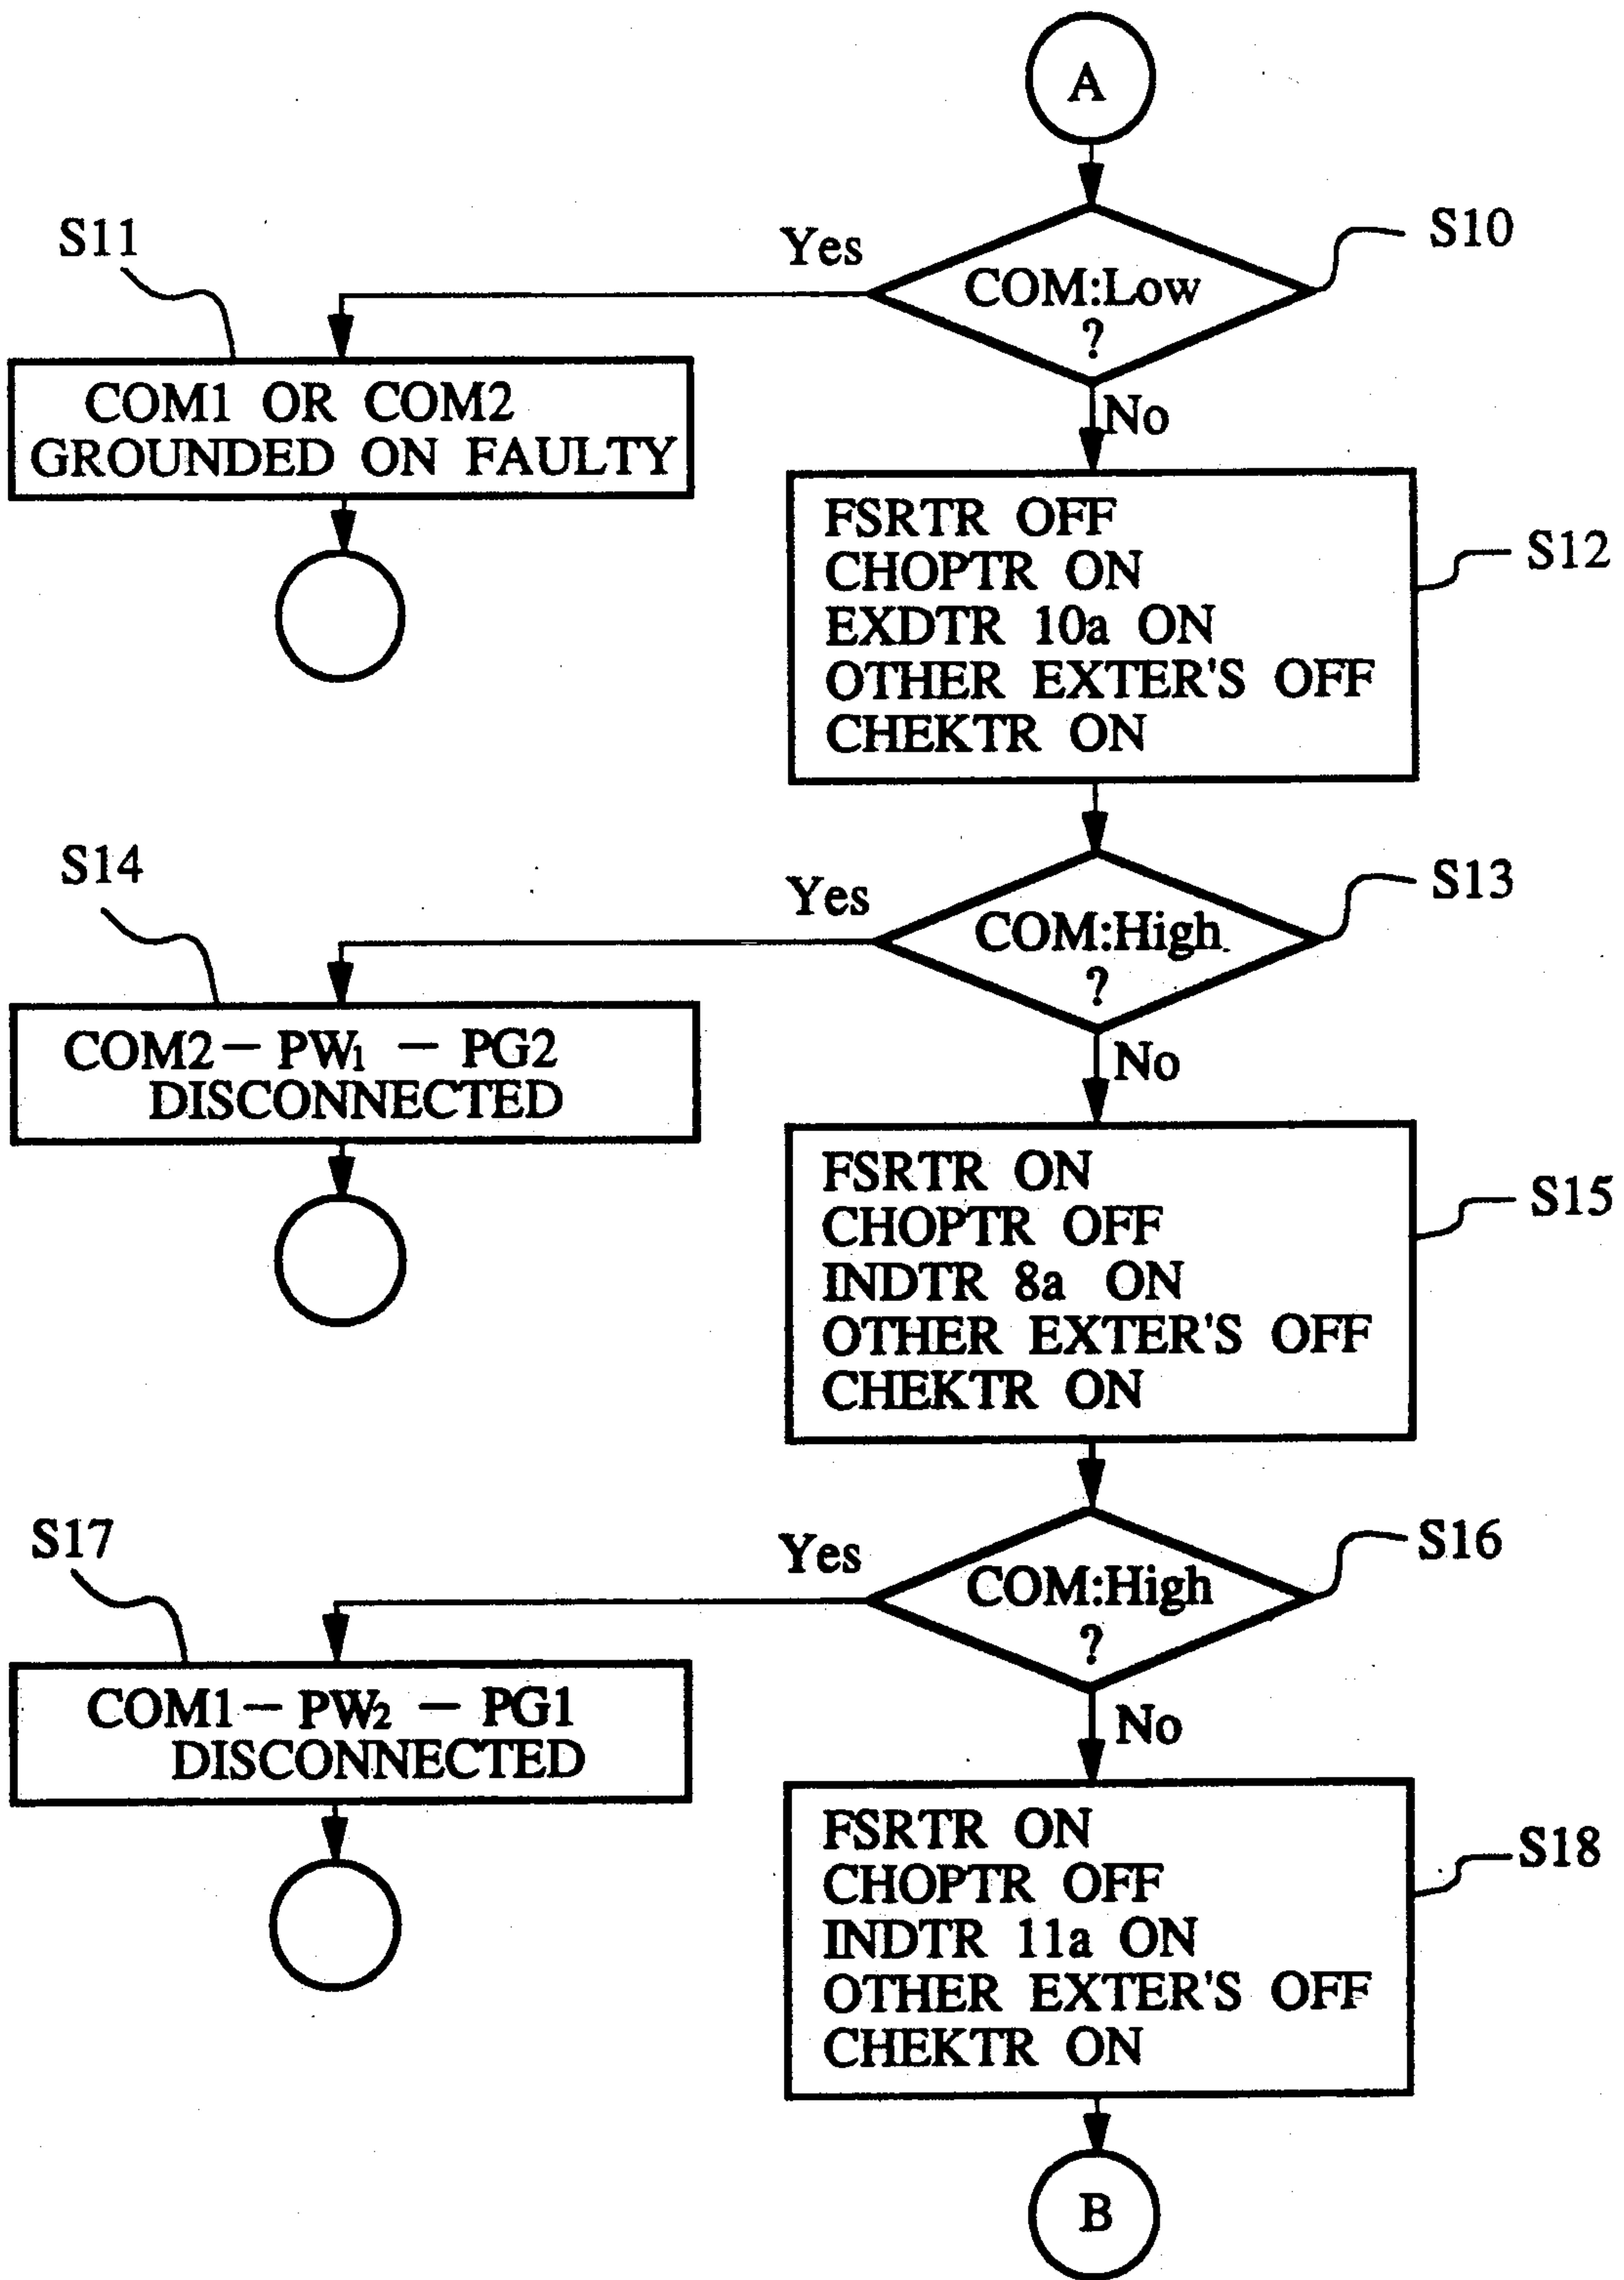 A
S10
COM:Low
?
Yes
S11
COM1 OR COM2
GROUNDED ON FAULTY
No
FSRTR OFF
CHOPTR ON
EXDTR 10a ON
OTHER EXTER'S OFF
CHEKTR ON
S12
COM:High
?
S13
Yes
S14
COM2 — PW1 — PG2
DISCONNECTED
No
FSRTR ON
CHOPTR OFF
INDTR 8a ON
OTHER EXTER'S OFF
CHEKTR ON
S15
COM:High
?
S16
Yes
S17
COM1 — PW2 — PG1
DISCONNECTED
No
FSRTR ON
CHOPTR OFF
INDTR 11a ON
OTHER EXTER'S OFF
CHEKTR ON
S18
B